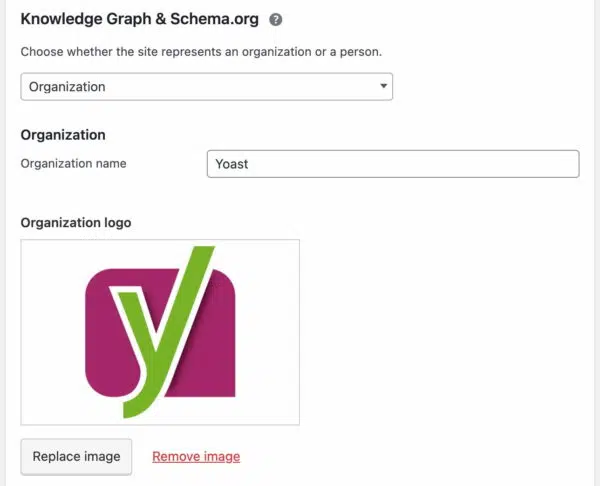 Knowledge Graph & Schema.org ?
Choose whether the site represents an organization or a person.
Organization
Organization
Organization name Yoast
Organization logo
y
Replace image Remove image